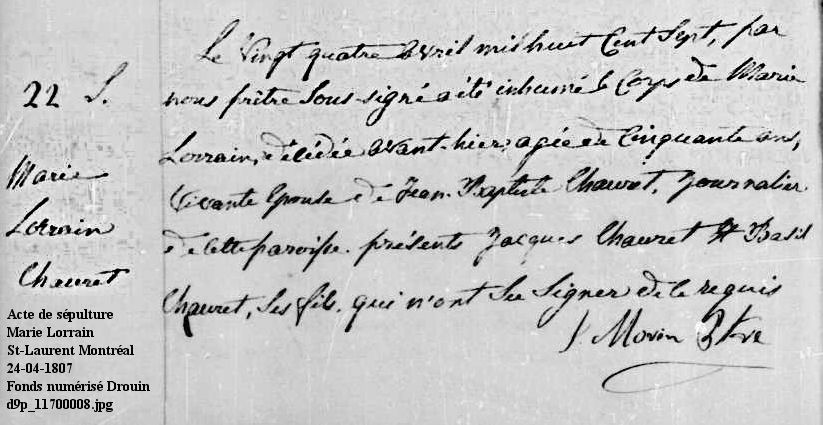 22 S.
Marie
Lorrain
Chauret
Le Vingt quatre Avril mil huit Cent Sept, par
nous prêtre Sous-signé a été inhumé le Corps de Marie
Lorrain, décédée Avant-hier, agée de Cinquante ans,
Vivante Epouse de Jean-Baptiste Chauret, Journalier
de cette paroisse. présents Jacques Chauret et Basil
Chauret, Ses fils. qui n'ont Su Signer de ce requis
J Morin Ptre
Acte de sépulture
Marie Lorrain
St-Laurent Montréal
24-04-1807
Fonds numérisé Drouin
d9p_11700008.jpg